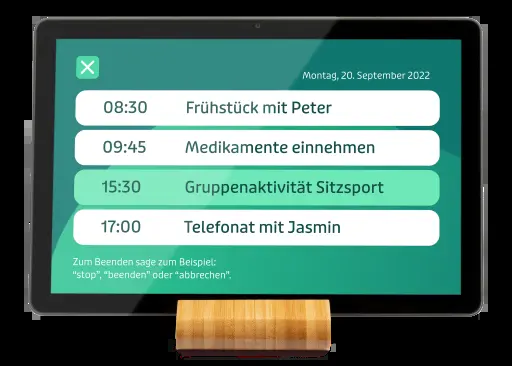 Montag, 20. September 2022
08:30 Frühstück mit Peter
09:45 Medikamente einnehmen
15:30 Gruppenaktivität Sitzsport
17:00 Telefonat mit Jasmin
Zum Beenden sage zum Beispiel:
“stop”, “beenden” oder “abbrechen”.